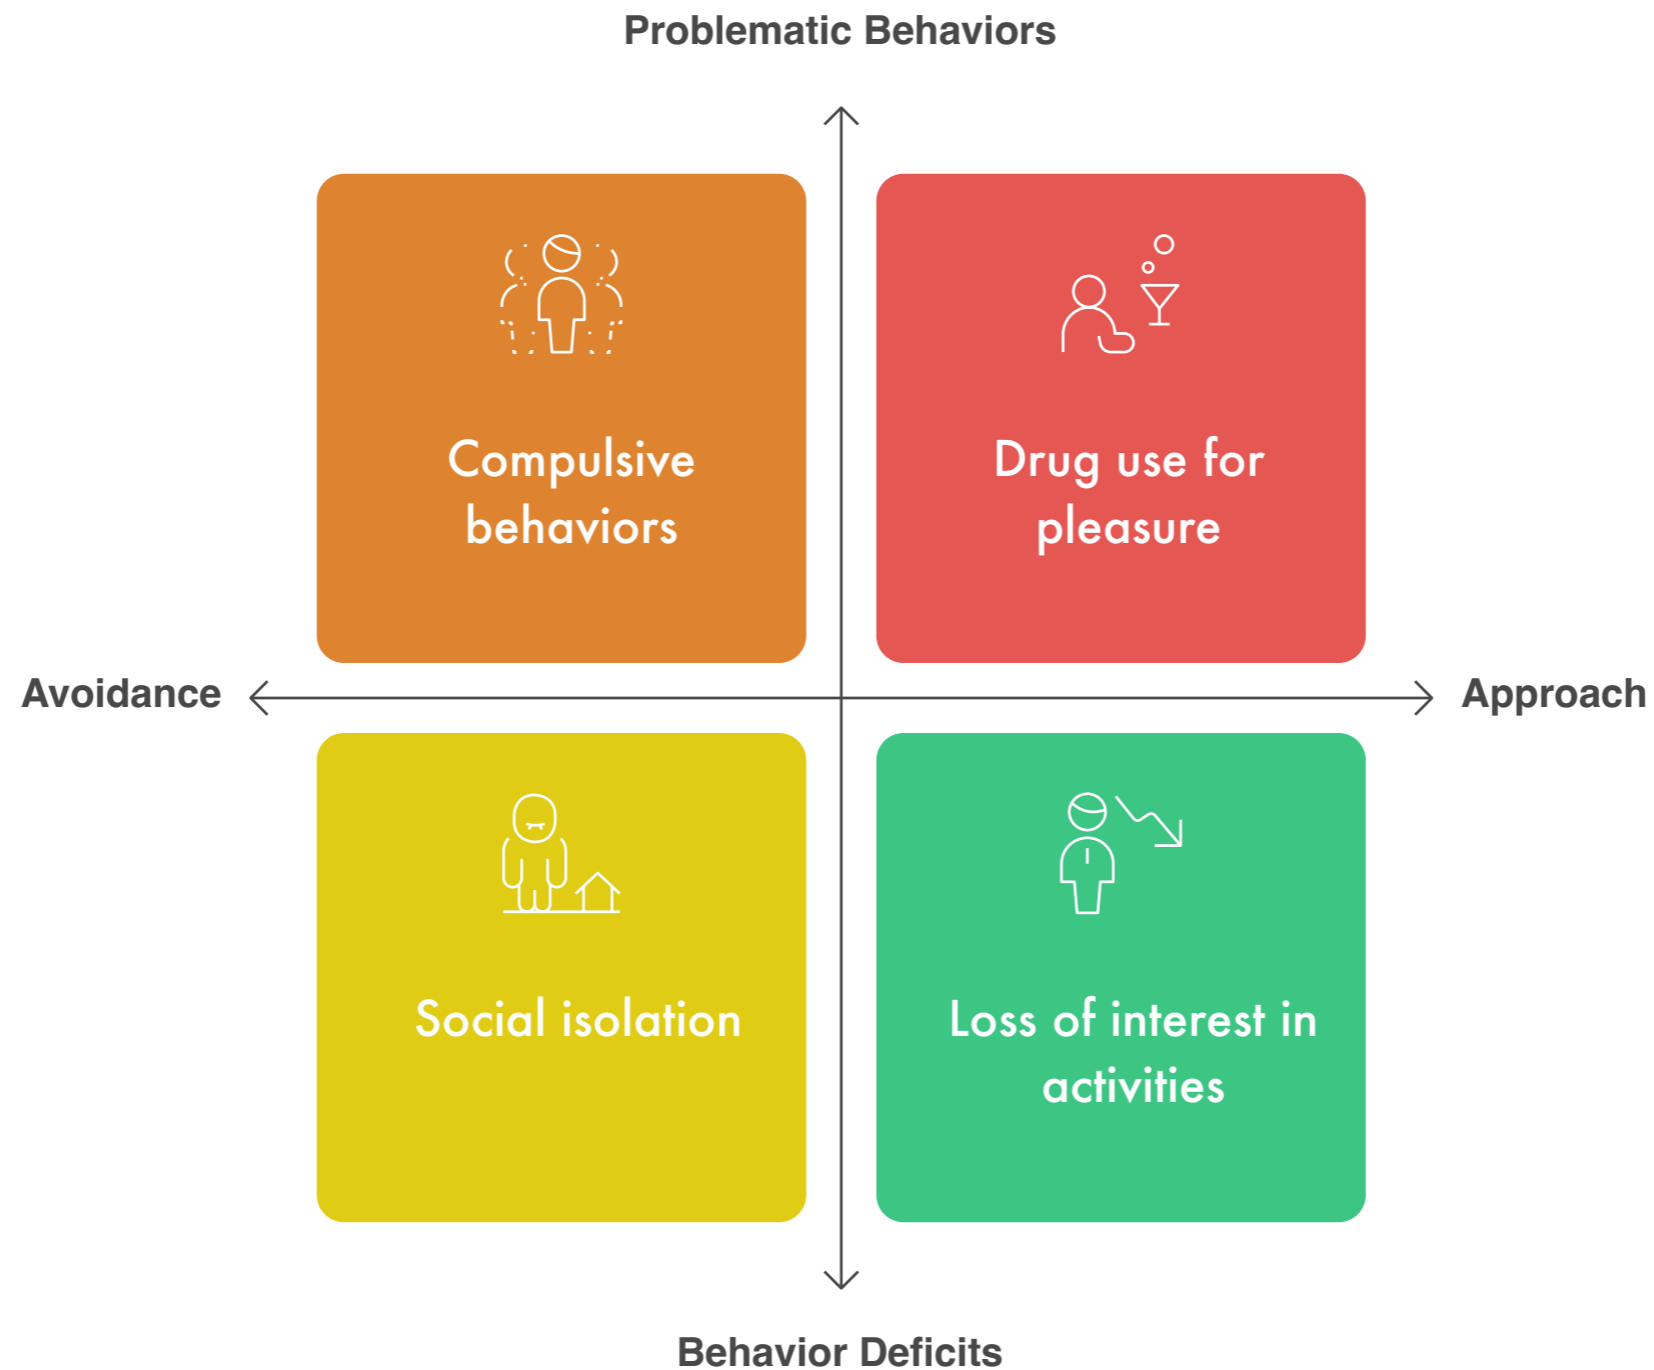 Problematic Behaviors
Compulsive
behaviors
Drug use for
pleasure
Avoidance
Approach
Social isolation
Loss of interest in
activities
Behavior Deficits